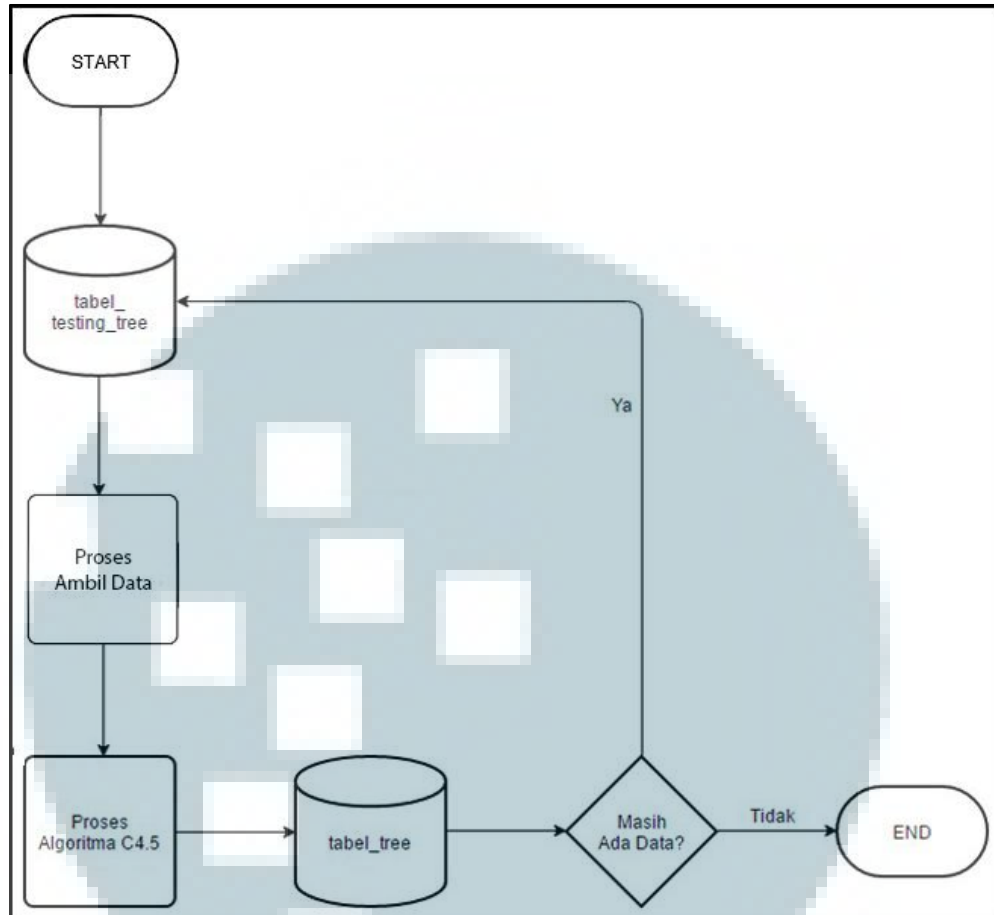 START
tabel_
testing_tree
Ya
Proses
Ambil Data
Proses
Algoritma C4.5
tabel_tree
Masih
Ada Data?
Tidak
END